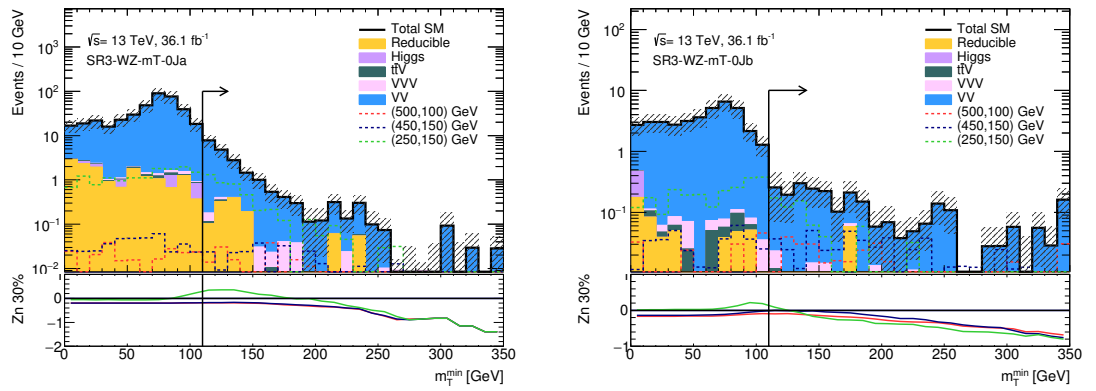 Events / 10 GeV
10³
10²
10
1
10⁻¹
10⁻²
√s= 13 TeV, 36.1 fb⁻¹
SR3-WZ-mT-0Ja
Total SM
Reducible
Higgs
tt̄V
VVV
VV
(500,100) GeV
(450,150) GeV
(250,150) GeV
Zn 30%
1
0
−1
−2
0 50 100 150 200 250 300 350
m_T^min [GeV]
Events / 10 GeV
10²
10
1
10⁻¹
√s= 13 TeV, 36.1 fb⁻¹
SR3-WZ-mT-0Jb
Total SM
Reducible
Higgs
tt̄V
VVV
VV
(500,100) GeV
(450,150) GeV
(250,150) GeV
Zn 30%
1
0
−1
0 50 100 150 200 250 300 350
m_T^min [GeV]